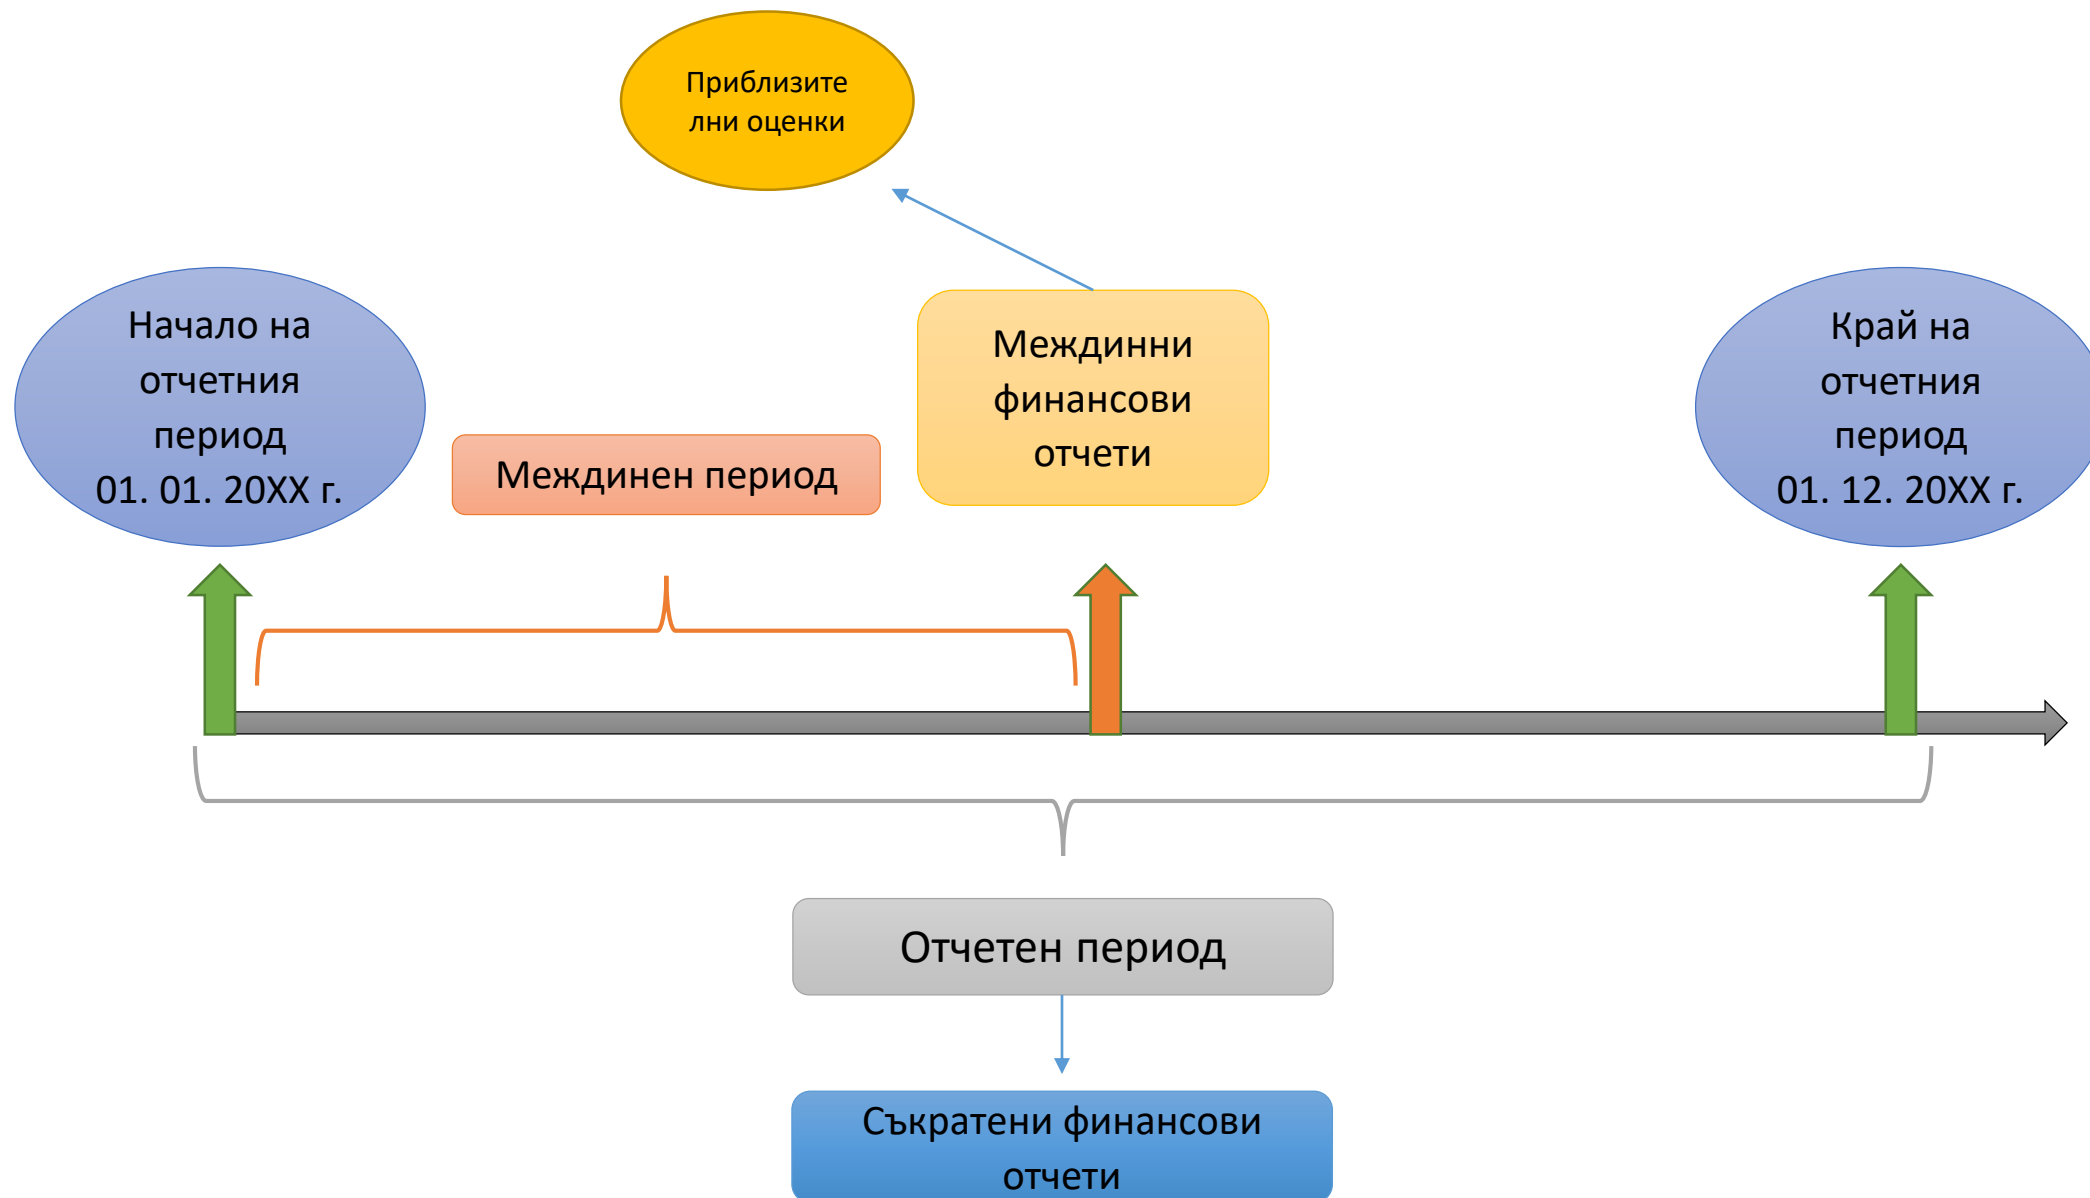 Приблизите
лни оценки
Начало на
отчетния
период
01. 01. 20XX г.
Междинен период
Междинни
финансови
отчети
Край на
отчетния
период
01. 12. 20XX г.
Отчетен период
Съкратени финансови
отчети